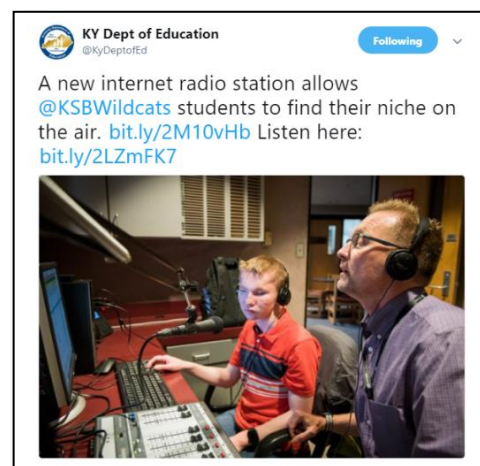 KY Dept of Education
@KyDeptofEd
Following
A new internet radio station allows
@KSBWildcats students to find their niche on
the air. bit.ly/2M10vHb Listen here:
bit.ly/2LZmFK7